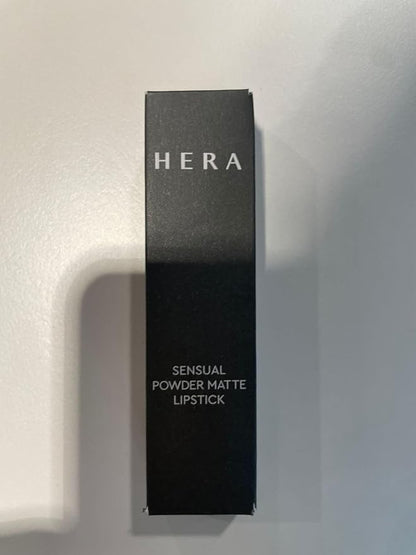 HERA
SENSUAL
POWDER MATTE
LIPSTICK